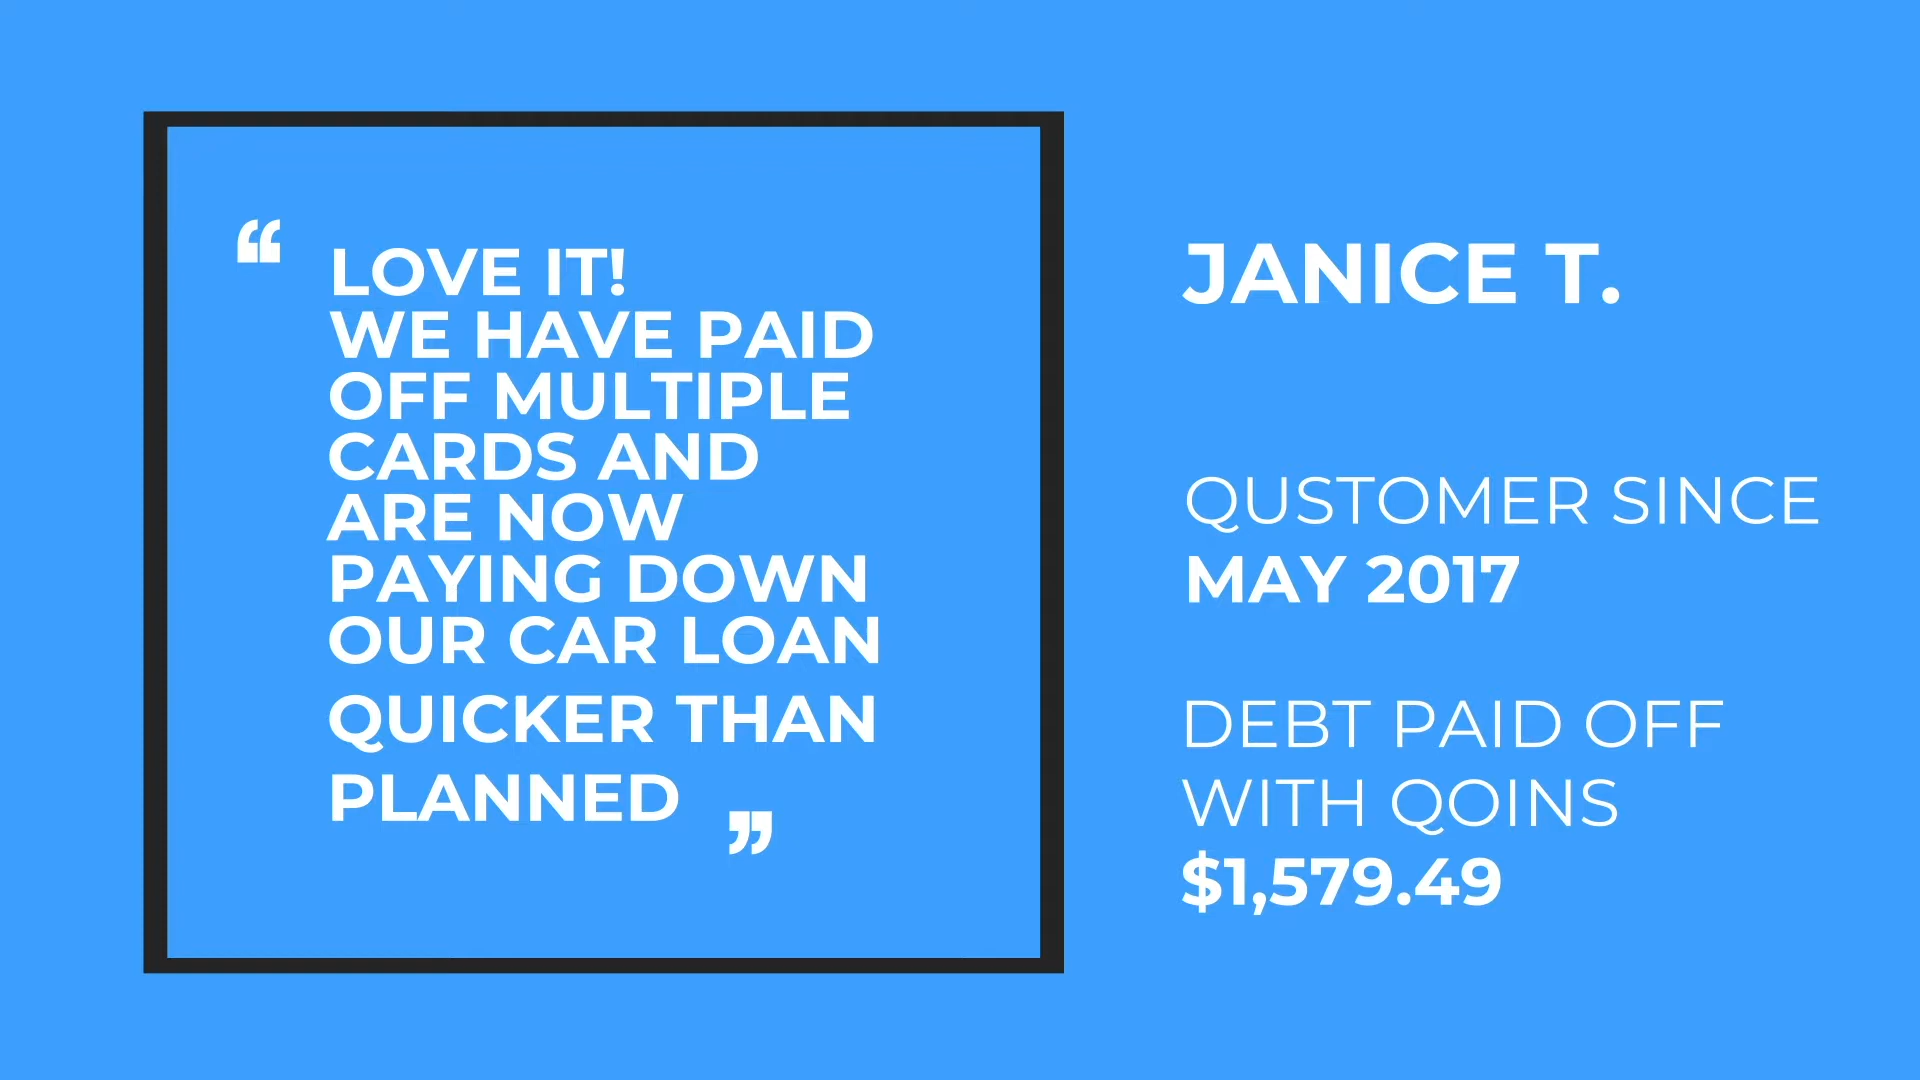 “ LOVE IT!
WE HAVE PAID
OFF MULTIPLE
CARDS AND
ARE NOW
PAYING DOWN
OUR CAR LOAN
QUICKER THAN
PLANNED ”
JANICE T.
QUSTOMER SINCE
MAY 2017
DEBT PAID OFF
WITH QOINS
$1,579.49